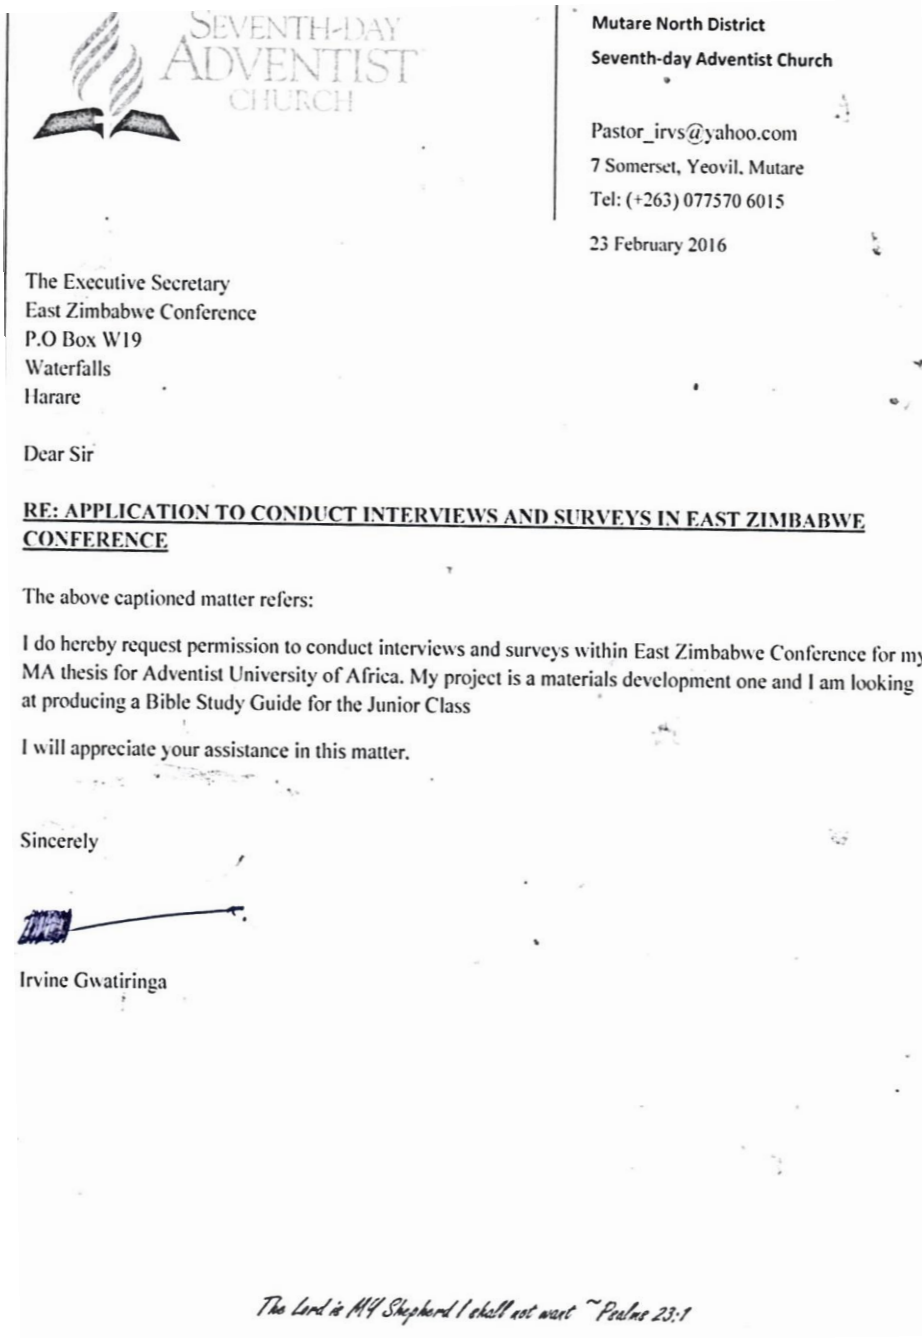 SEVENTH-DAY
ADVENTIST
CHURCH
Mutare North District
Seventh-day Adventist Church
Pastor_irvs@yahoo.com
7 Somerset, Yeovil, Mutare
Tel: (+263) 077570 6015
23 February 2016
The Executive Secretary
East Zimbabwe Conference
P.O Box W19
Waterfalls
Harare
Dear Sir
RE: APPLICATION TO CONDUCT INTERVIEWS AND SURVEYS IN EAST ZIMBABWE
CONFERENCE
The above captioned matter refers:
I do hereby request permission to conduct interviews and surveys within East Zimbabwe Conference for my
MA thesis for Adventist University of Africa. My project is a materials development one and I am looking
at producing a Bible Study Guide for the Junior Class
I will appreciate your assistance in this matter.
Sincerely
Irvine Gwatiringa
The Lord is MY Shepherd I shall not want ~ Psalms 23:1